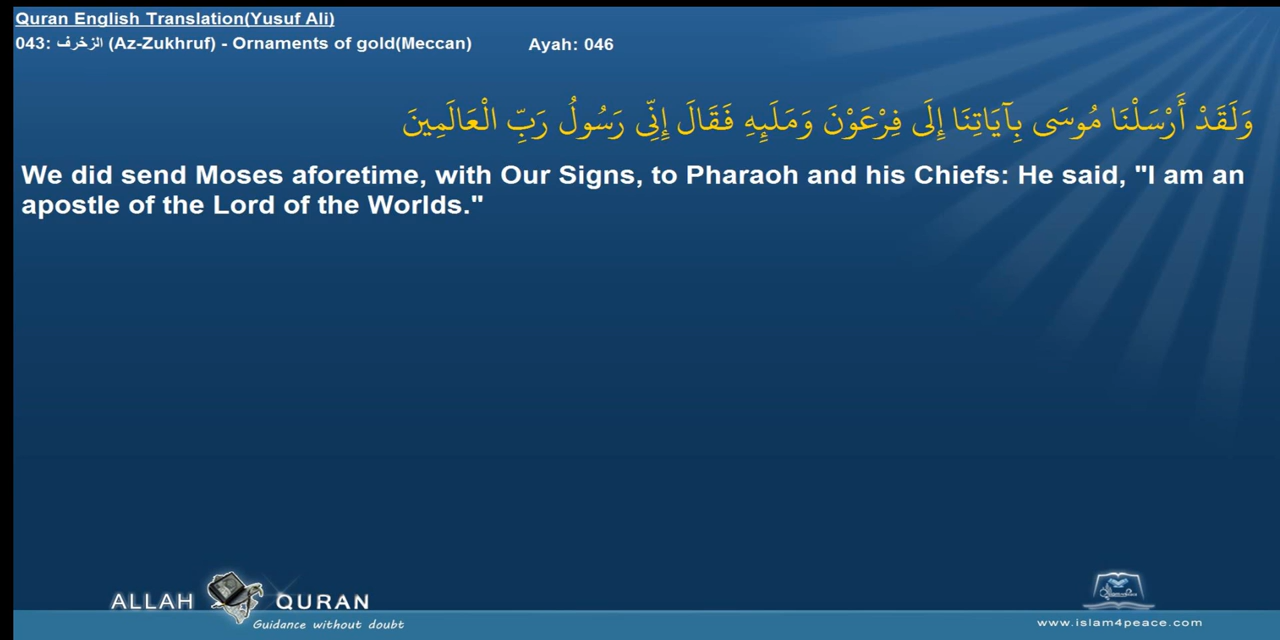 Quran English Translation(Yusuf Ali)
043: الزخرف (Az-Zukhruf) - Ornaments of gold(Meccan) Ayah: 046
وَلَقَدْ أَرْسَلْنَا مُوسَى بِآيَاتِنَا إِلَى فِرْعَوْنَ وَمَلَئِهِ فَقَالَ إِنِّي رَسُولُ رَبِّ الْعَالَمِينَ
We did send Moses aforetime, with Our Signs, to Pharaoh and his Chiefs: He said, "I am an
apostle of the Lord of the Worlds."
ALLAH QURAN
Guidance without doubt
www.islam4peace.com